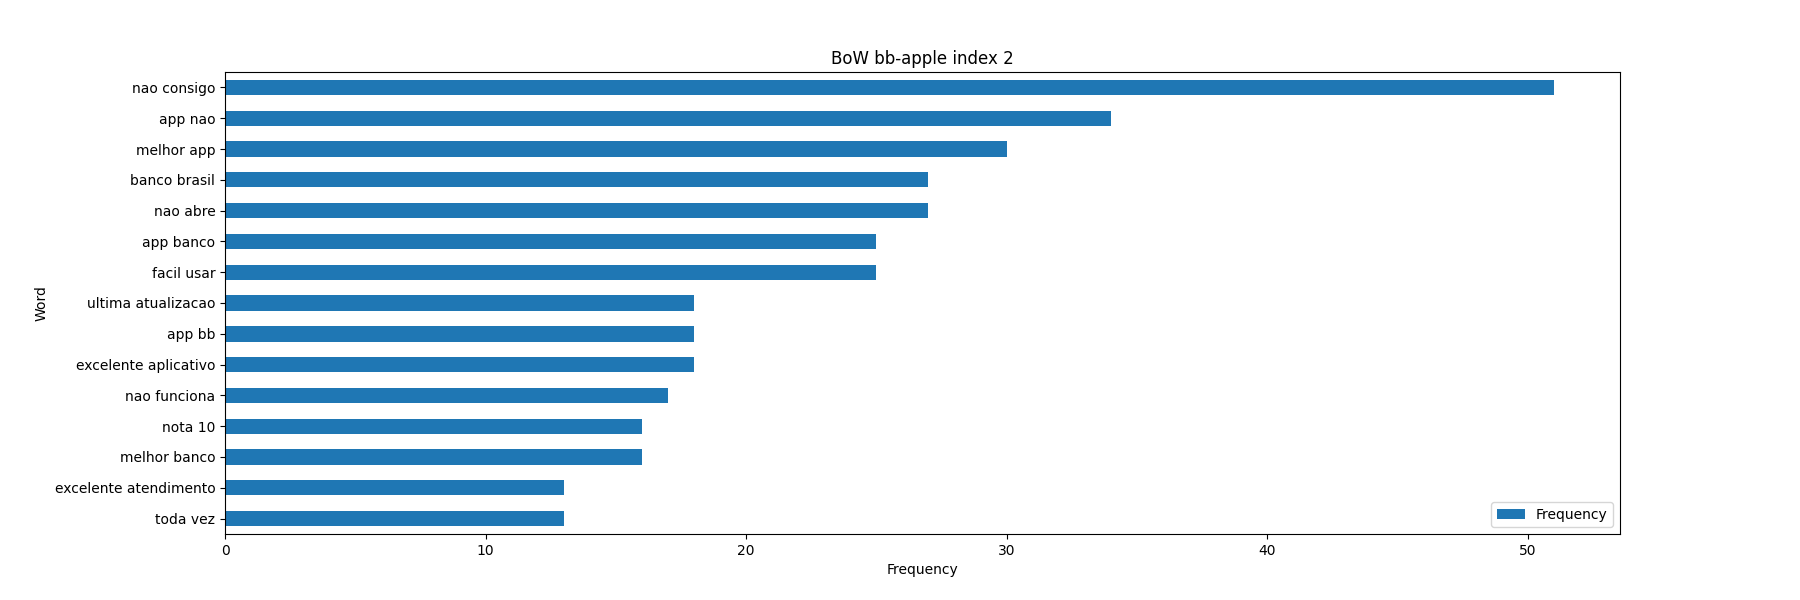 BoW bb-apple index 2
nao consigo
app nao
melhor app
banco brasil
nao abre
app banco
facil usar
ultima atualizacao
app bb
excelente aplicativo
nao funciona
nota 10
melhor banco
excelente atendimento
toda vez
Word
Frequency
0 10 20 30 40 50
Frequency